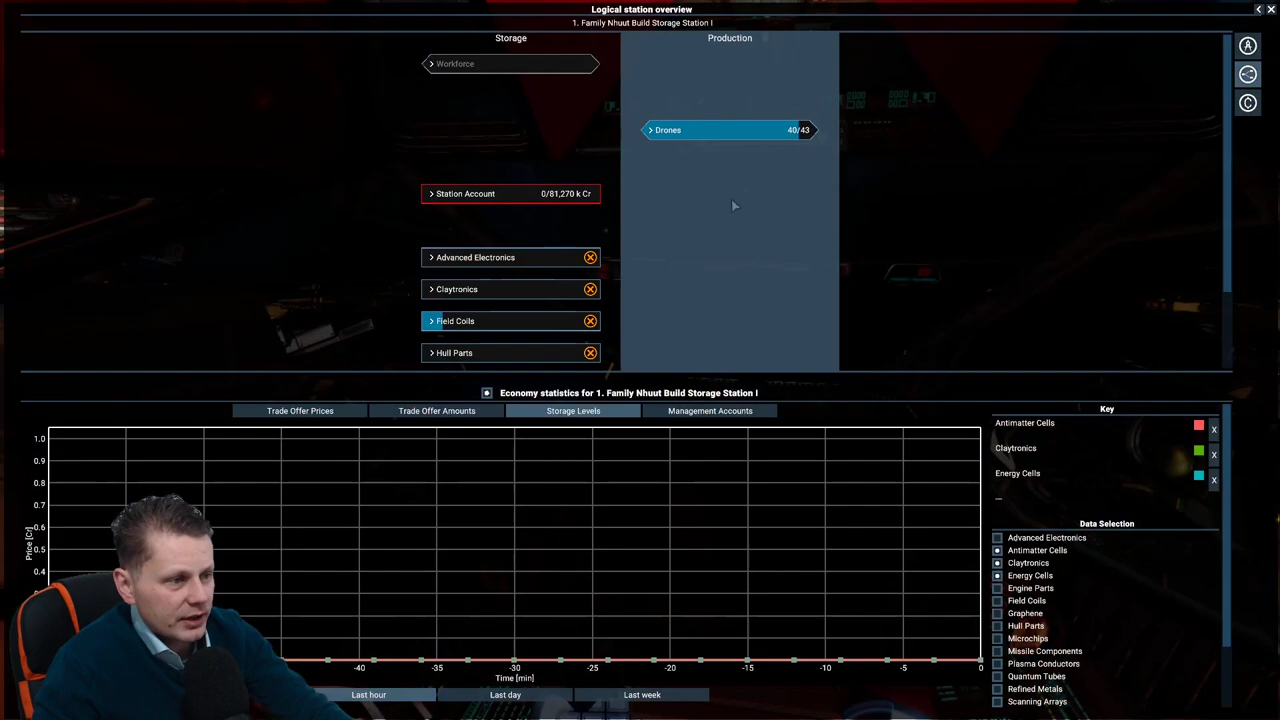 Logical station overview
1. Family Nhuut Build Storage Station I
Storage
Production
Workforce
Drones 40/43
Station Account 0/81,270 k Cr
Advanced Electronics
Claytronics
Field Coils
Hull Parts
Economy statistics for 1. Family Nhuut Build Storage Station I
Trade Offer Prices
Trade Offer Amounts
Storage Levels
Management Accounts
Key
Antimatter Cells X
Claytronics X
Energy Cells X
—
Data Selection
Advanced Electronics
Antimatter Cells
Claytronics
Energy Cells
Engine Parts
Field Coils
Graphene
Hull Parts
Microchips
Missile Components
Plasma Conductors
Quantum Tubes
Refined Metals
Scanning Arrays
Price [Cr]
1.0
0.9
0.8
0.7
0.6
0.5
0.4
-40 -35 -30 -25 -20 -15 -10 -5 0
Time [min]
Last hour
Last day
Last week